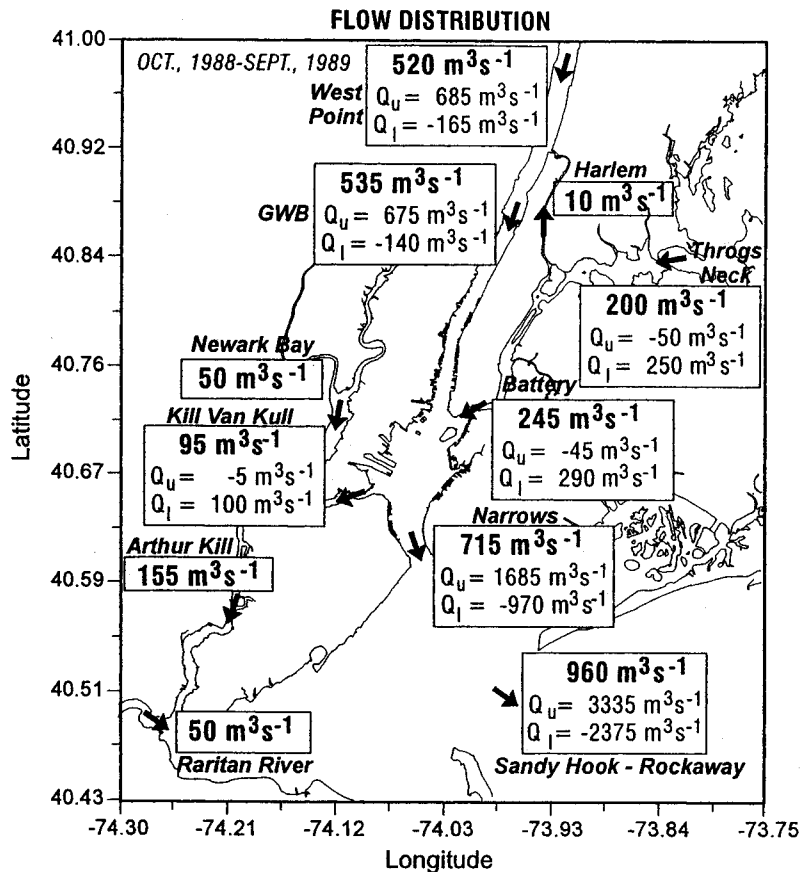 FLOW DISTRIBUTION
41.00
OCT., 1988-SEPT., 1989
West
Point
520 m³s⁻¹
Qᵤ = 685 m³s⁻¹
Qₗ = -165 m³s⁻¹
40.92
Harlem
10 m³s⁻¹
GWB
535 m³s⁻¹
Qᵤ = 675 m³s⁻¹
Qₗ = -140 m³s⁻¹
40.84
Throgs
Neck
200 m³s⁻¹
Qᵤ = -50 m³s⁻¹
Qₗ = 250 m³s⁻¹
Newark Bay
50 m³s⁻¹
40.76
Battery
245 m³s⁻¹
Qᵤ = -45 m³s⁻¹
Qₗ = 290 m³s⁻¹
Kill Van Kull
95 m³s⁻¹
Qᵤ = -5 m³s⁻¹
Qₗ = 100 m³s⁻¹
40.67
Latitude
Narrows
715 m³s⁻¹
Qᵤ = 1685 m³s⁻¹
Qₗ = -970 m³s⁻¹
Arthur Kill
155 m³s⁻¹
40.59
960 m³s⁻¹
Qᵤ = 3335 m³s⁻¹
Qₗ = -2375 m³s⁻¹
Sandy Hook - Rockaway
40.51
50 m³s⁻¹
Raritan River
40.43
-74.30 -74.21 -74.12 -74.03 -73.93 -73.84 -73.75
Longitude